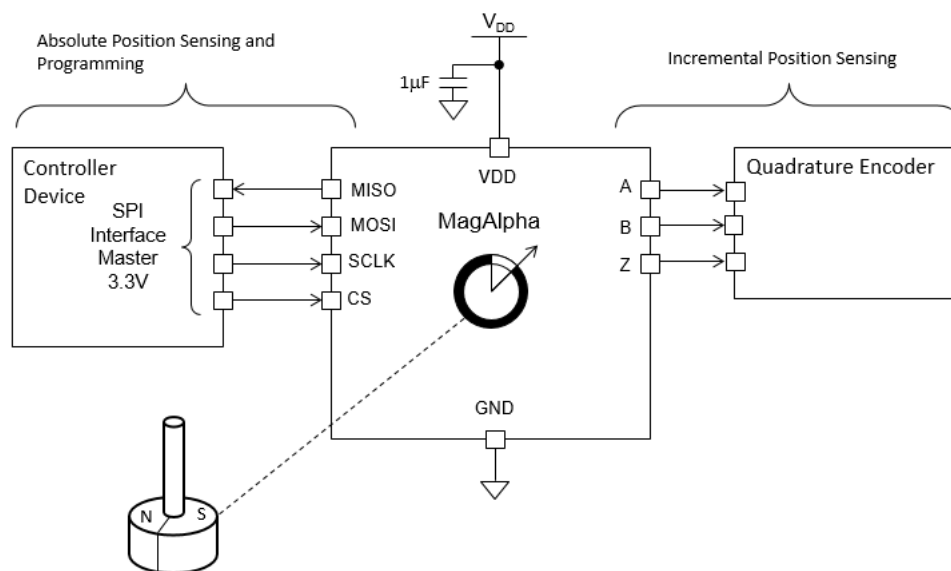 Absolute Position Sensing and
Programming
VDD
1µF
Incremental Position Sensing
Controller
Device
SPI
Interface
Master
3.3V
MISO
MOSI
SCLK
CS
VDD
MagAlpha
A
B
Z
GND
Quadrature Encoder
N
S